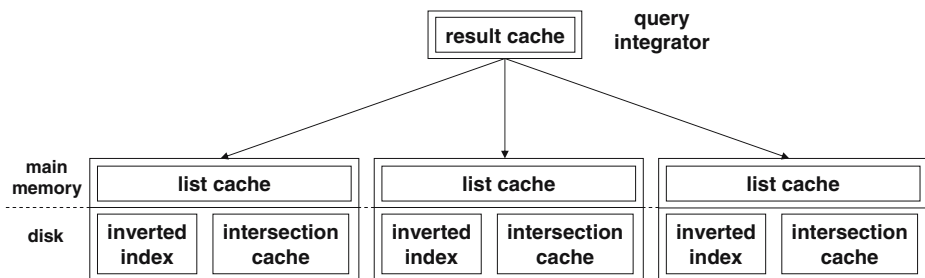 result cache
query
integrator
main
memory
list cache
list cache
list cache
disk
inverted
index
intersection
cache
inverted
index
intersection
cache
inverted
index
intersection
cache